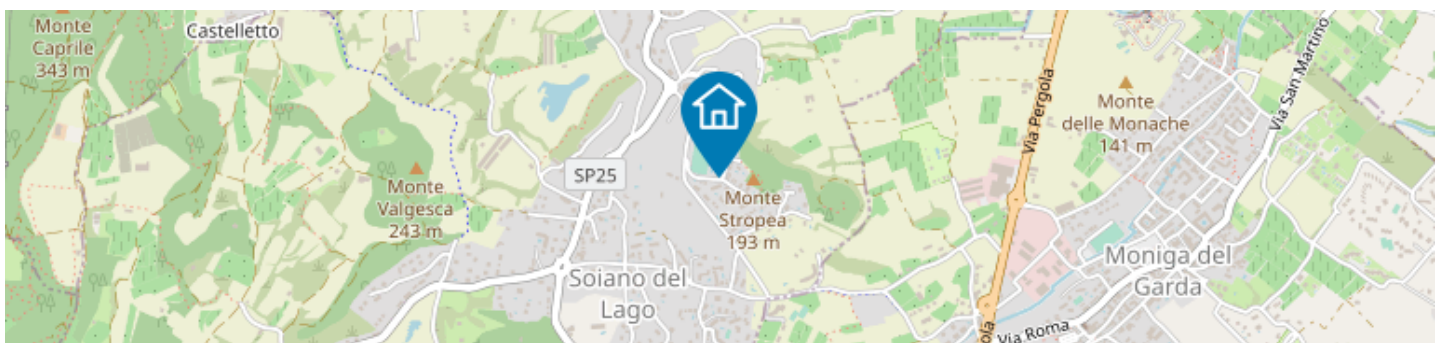 Monte
Caprile
343 m
Castelletto
Monte
Valgesca
243 m
SP25
Soiano del
Lago
Monte
Stropea
193 m
Via Pergola
Monte
delle Monache
141 m
Via San Martino
Moniga del
Garda
ola
Via Roma